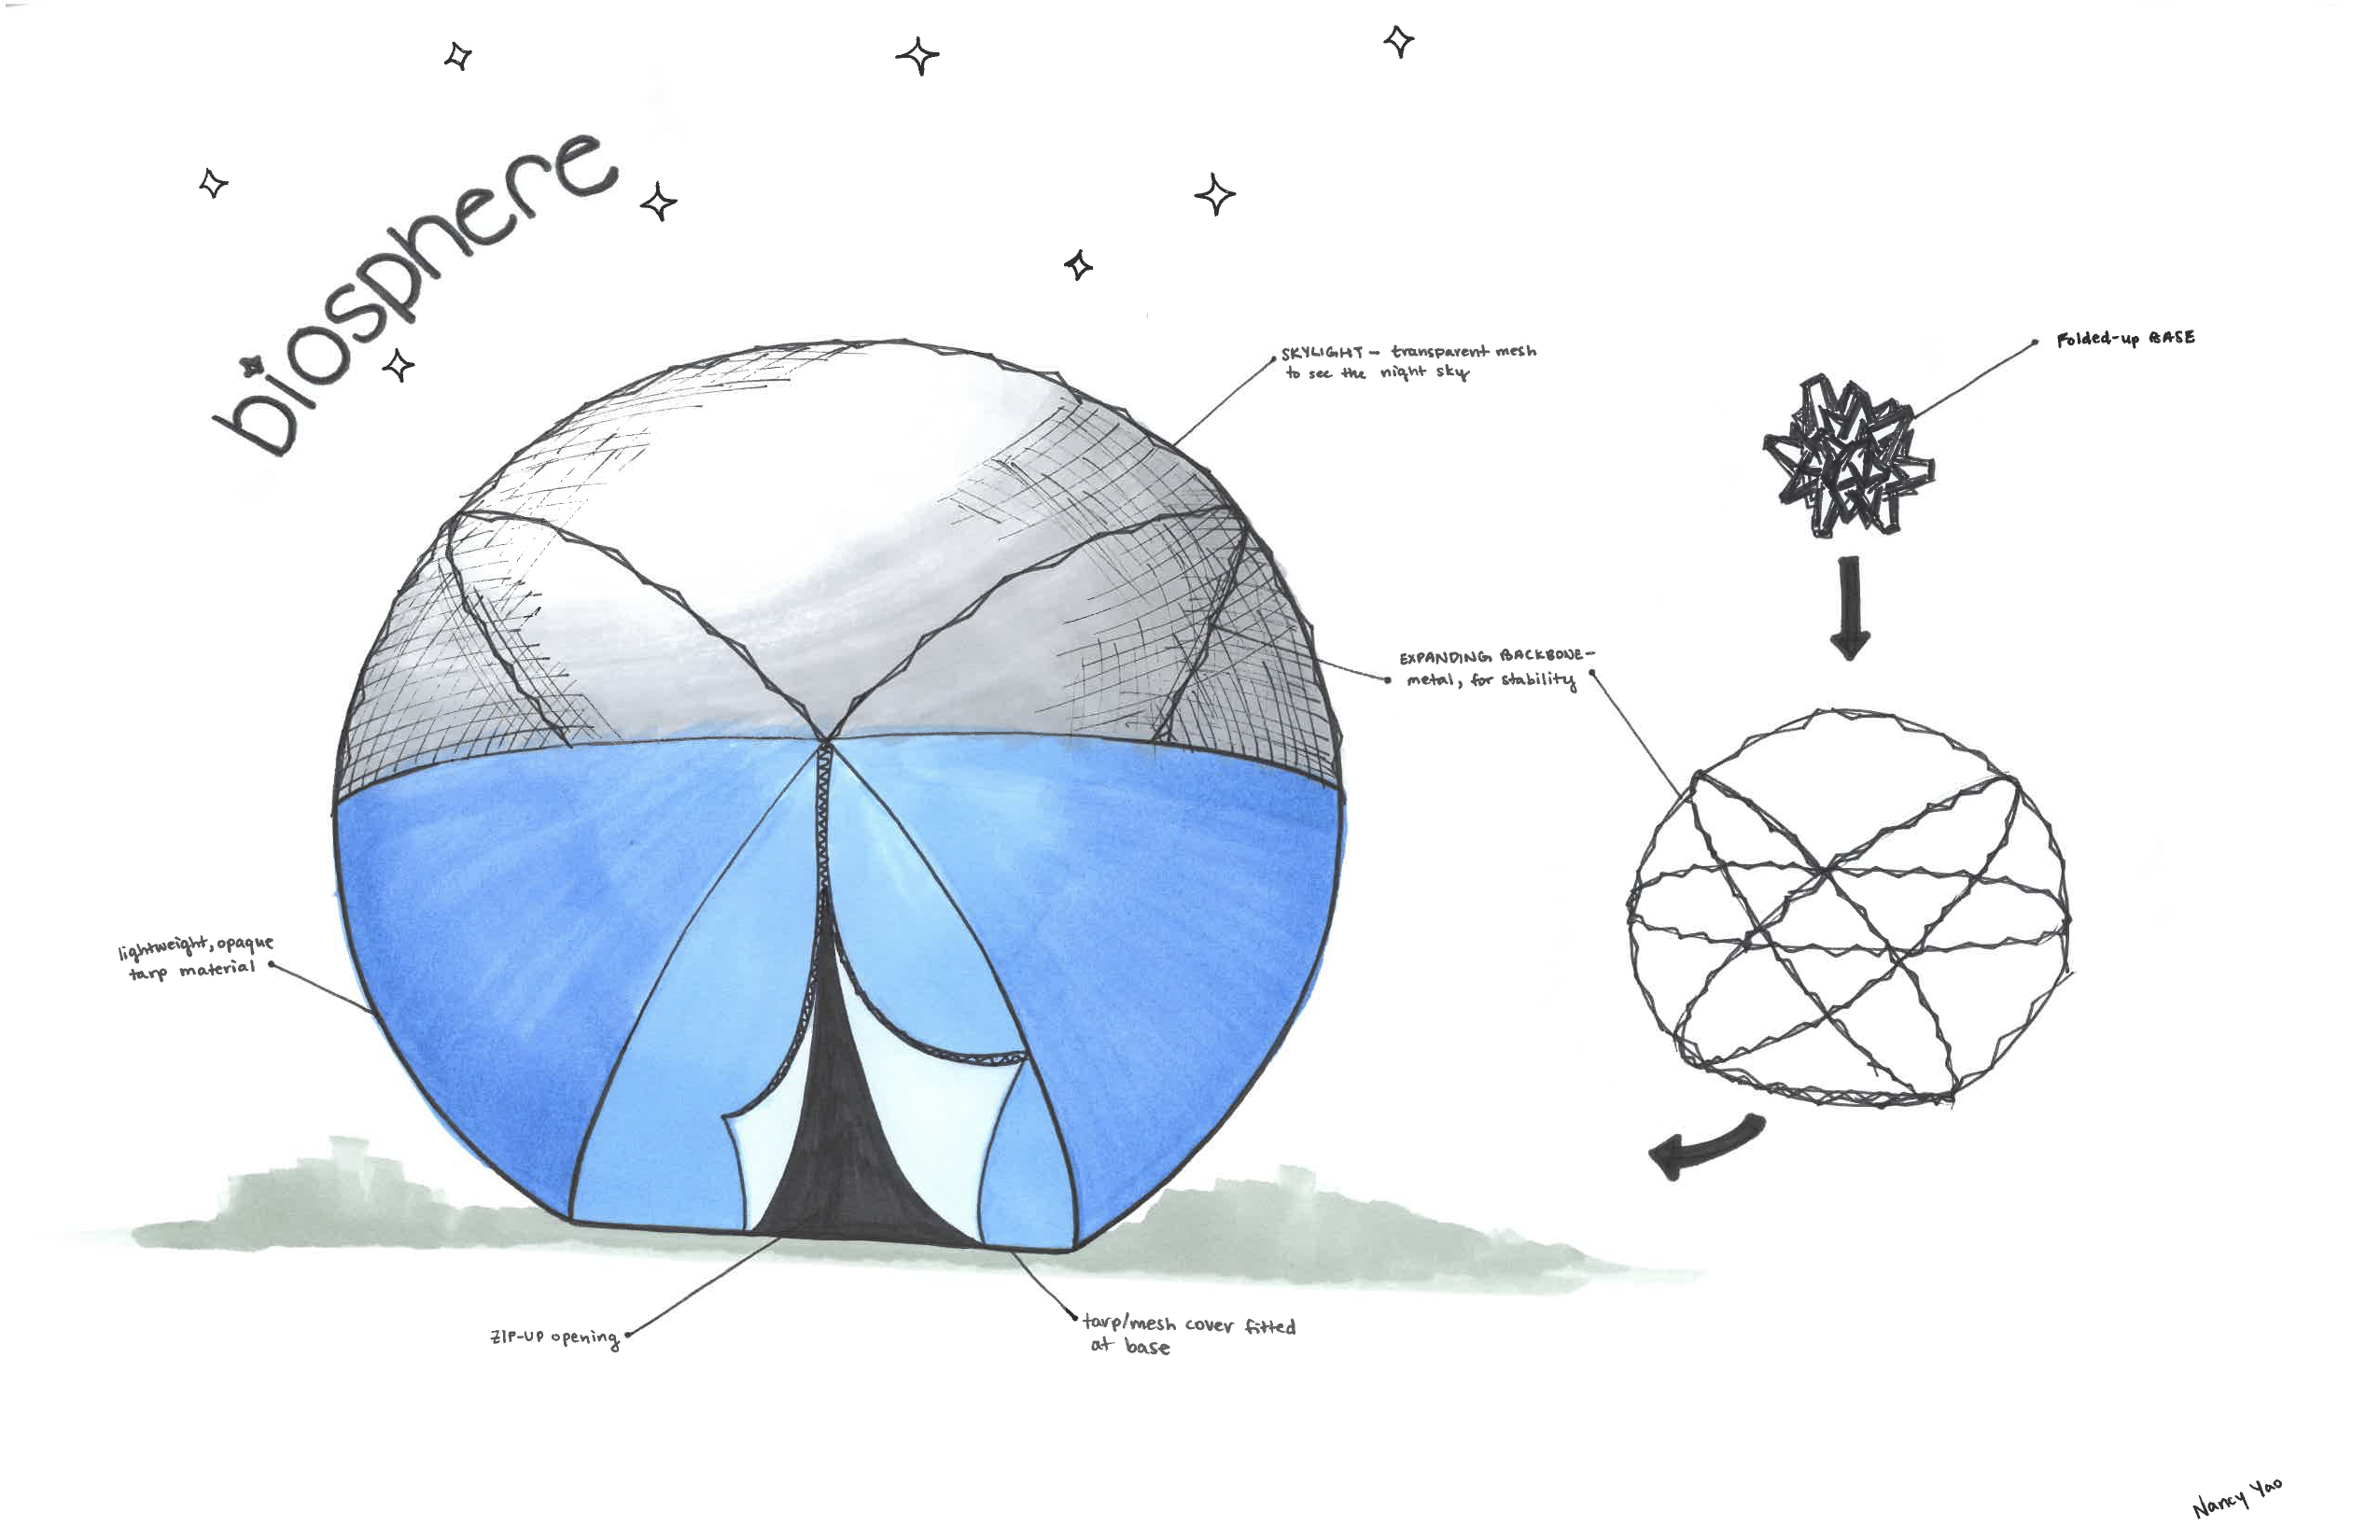 biosphere
SKYLIGHT - transparent mesh
to see the night sky
Folded-up BASE
EXPANDING BACKBONE-
metal, for stability
lightweight, opaque
tarp material
ZIP-UP opening
tarp/mesh cover fitted
at base
Nancy Yao